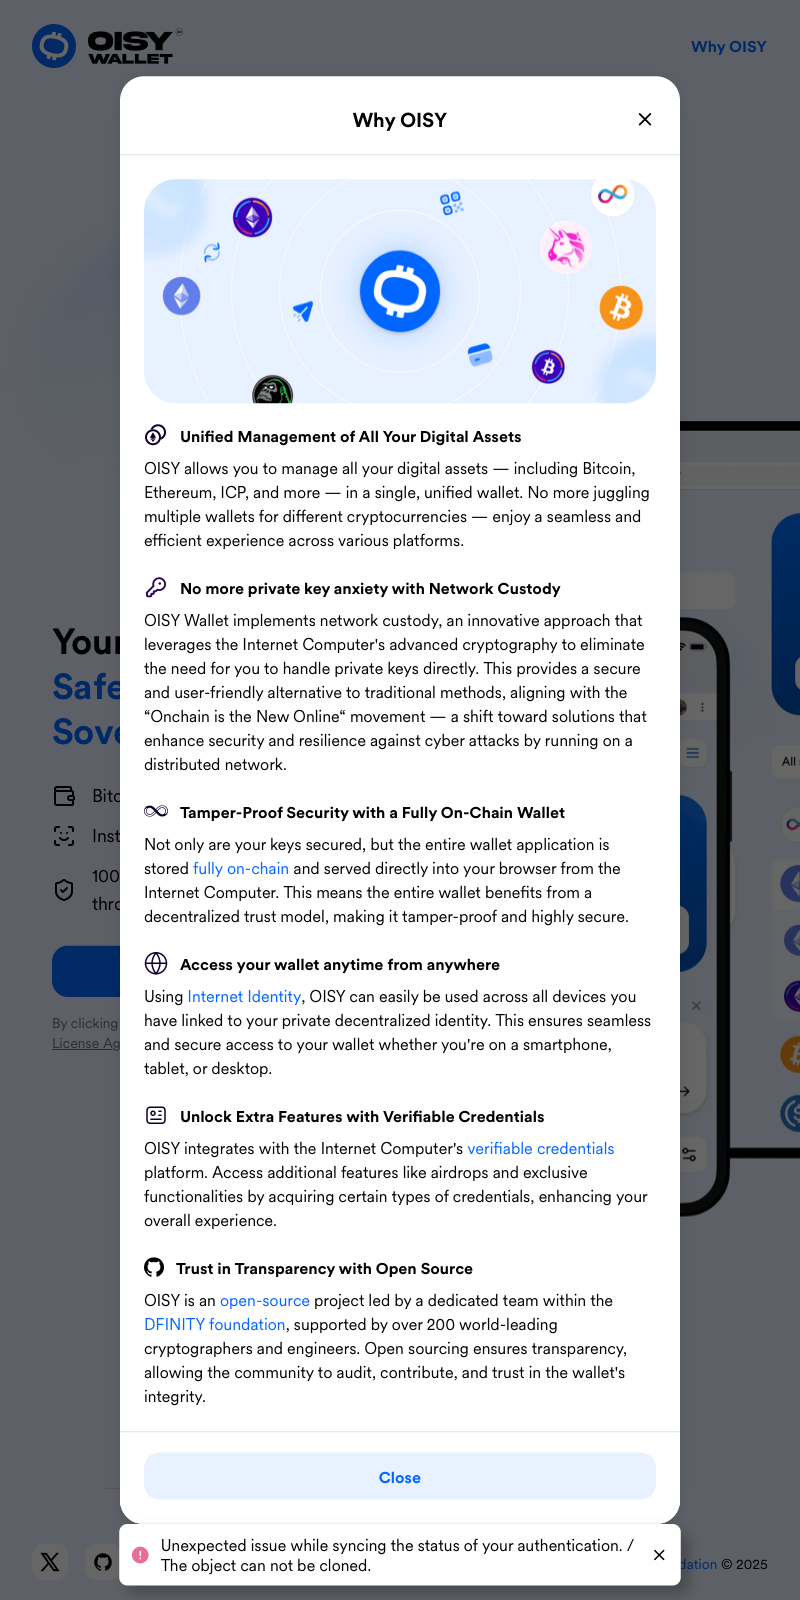 OISY
WALLET
Why OISY
Why OISY
Unified Management of All Your Digital Assets
OISY allows you to manage all your digital assets — including Bitcoin,
Ethereum, ICP, and more — in a single, unified wallet. No more juggling
multiple wallets for different cryptocurrencies — enjoy a seamless and
efficient experience across various platforms.
No more private key anxiety with Network Custody
OISY Wallet implements network custody, an innovative approach that
leverages the Internet Computer's advanced cryptography to eliminate
the need for you to handle private keys directly. This provides a secure
and user-friendly alternative to traditional methods, aligning with the
“Onchain is the New Online“ movement — a shift toward solutions that
enhance security and resilience against cyber attacks by running on a
distributed network.
Tamper-Proof Security with a Fully On-Chain Wallet
Not only are your keys secured, but the entire wallet application is
stored fully on-chain and served directly into your browser from the
Internet Computer. This means the entire wallet benefits from a
decentralized trust model, making it tamper-proof and highly secure.
Access your wallet anytime from anywhere
Using Internet Identity, OISY can easily be used across all devices you
have linked to your private decentralized identity. This ensures seamless
and secure access to your wallet whether you're on a smartphone,
tablet, or desktop.
Unlock Extra Features with Verifiable Credentials
OISY integrates with the Internet Computer's verifiable credentials
platform. Access additional features like airdrops and exclusive
functionalities by acquiring certain types of credentials, enhancing your
overall experience.
Trust in Transparency with Open Source
OISY is an open-source project led by a dedicated team within the
DFINITY foundation, supported by over 200 world-leading
cryptographers and engineers. Open sourcing ensures transparency,
allowing the community to audit, contribute, and trust in the wallet's
integrity.
Close
Unexpected issue while syncing the status of your authentication. /
The object can not be cloned.
Your
Safe
Sove
Bitc
Inst
100
thro
By clicking
License Ag
All
dation © 2025